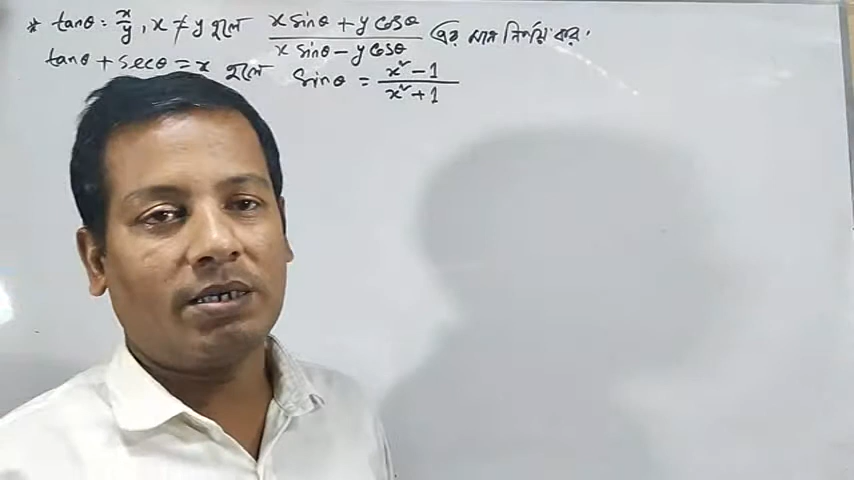 * tanθ = x/y, x ≠ y হলে (x sinθ + y cosθ)/(x sinθ - y cosθ) এর মান নির্ণয় কর।
tanθ + secθ = x হলে sinθ = (x² - 1)/(x² + 1)